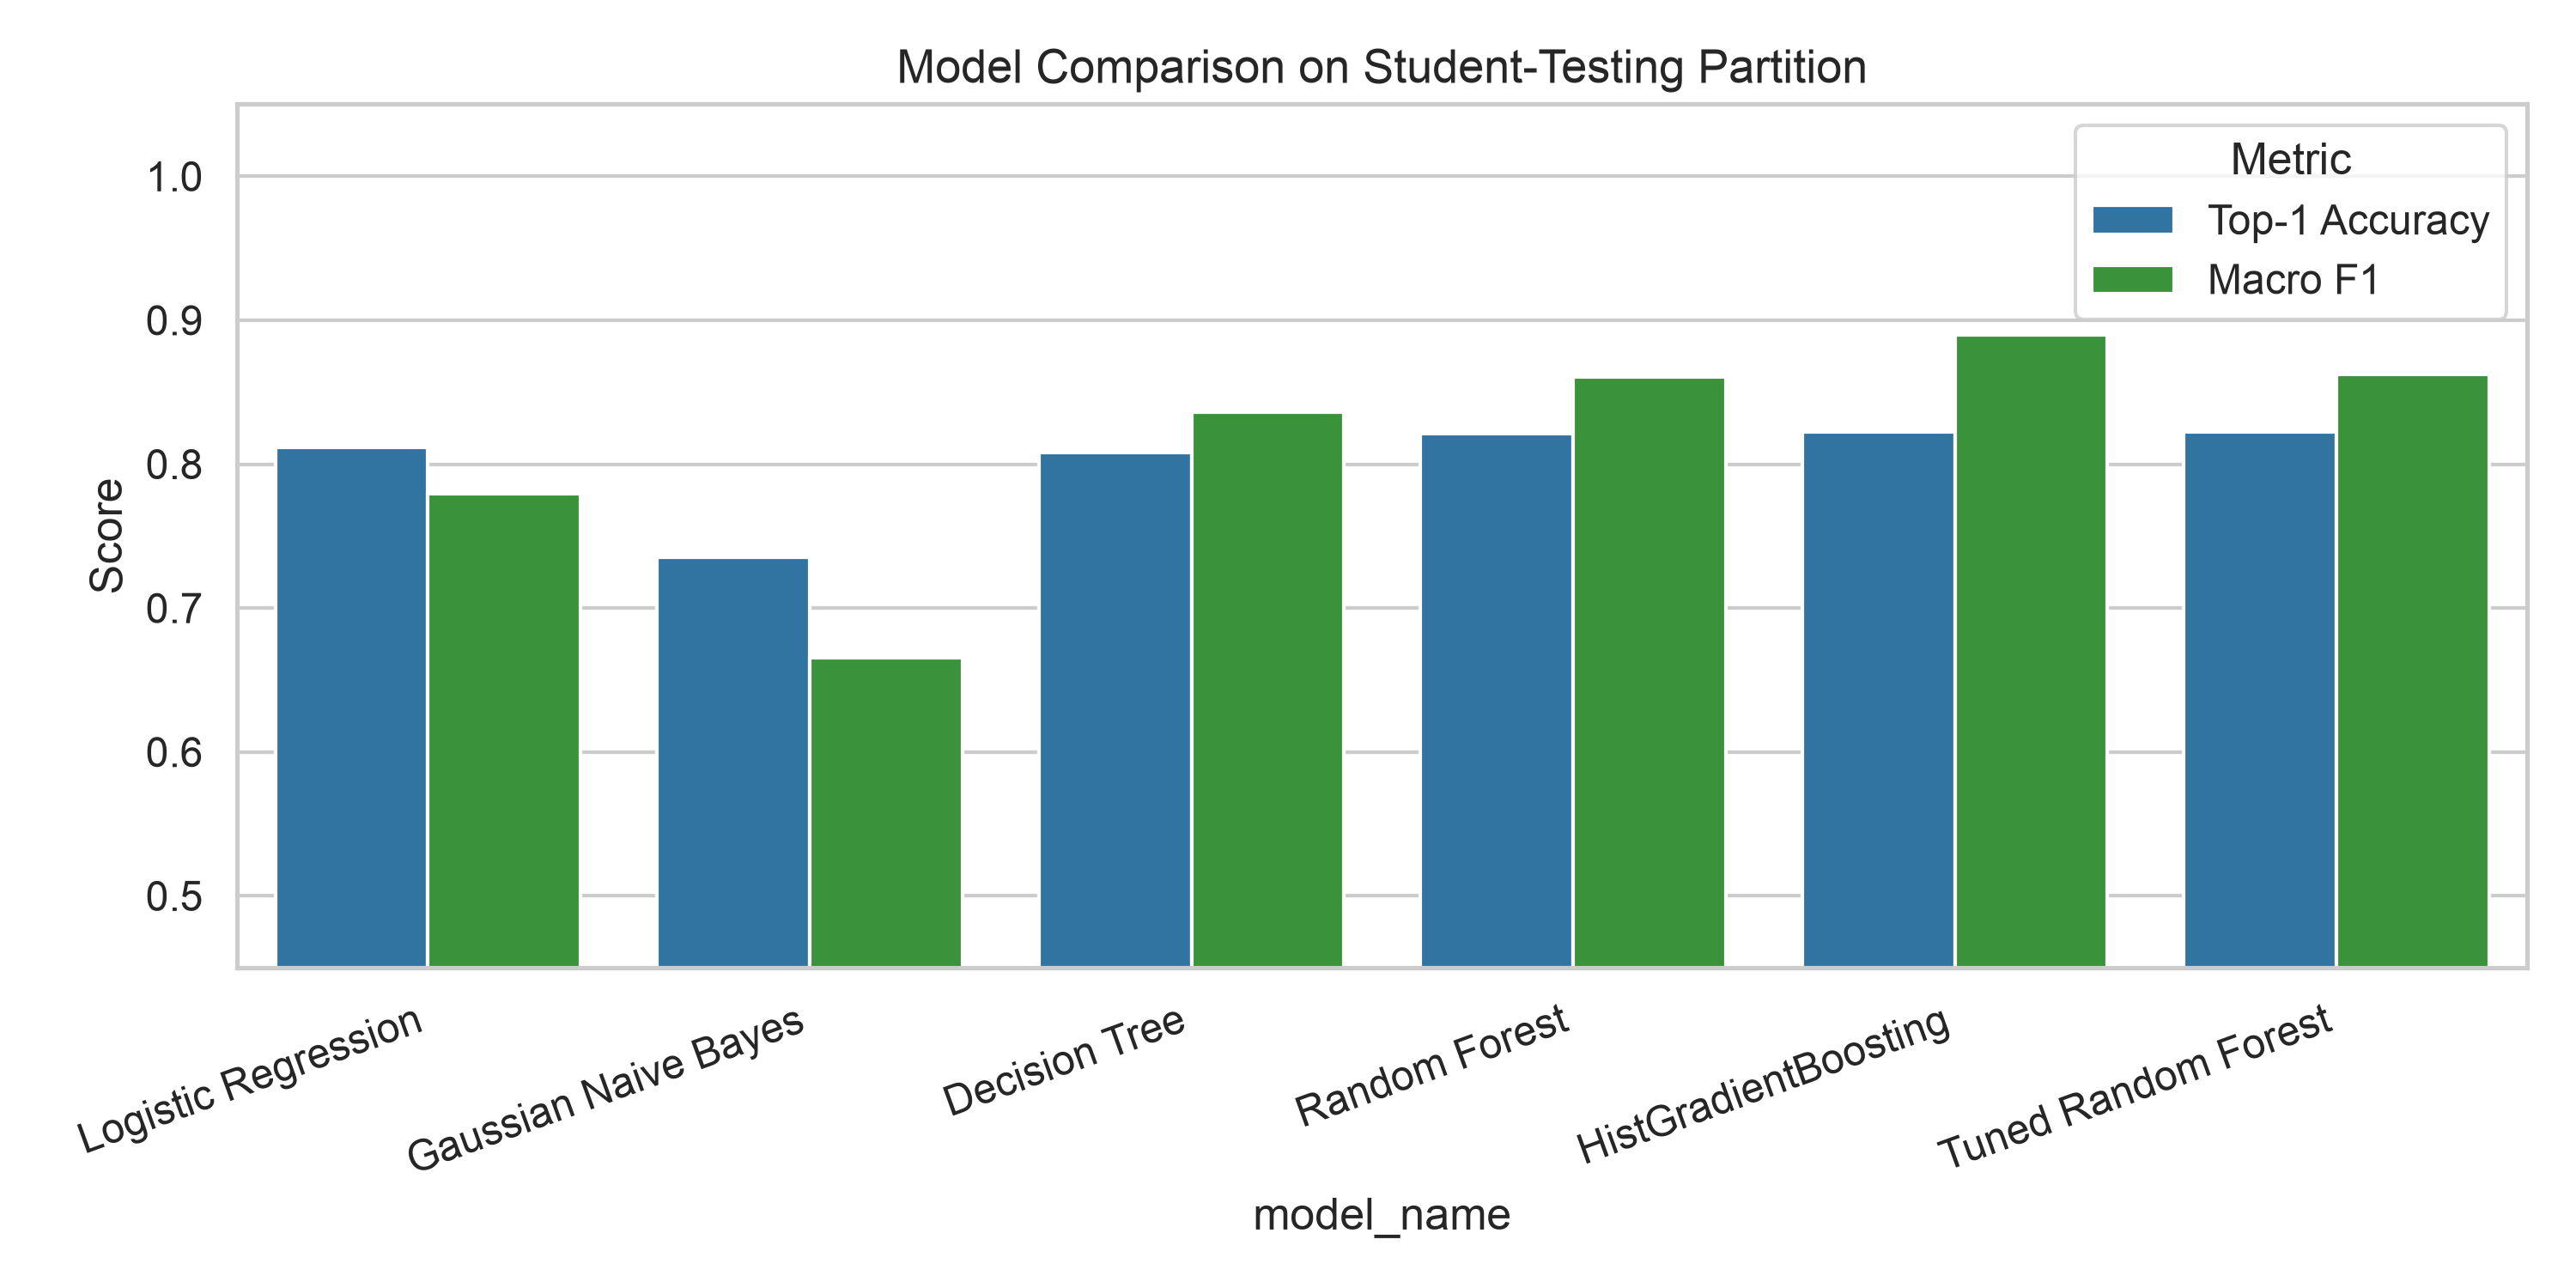 Model Comparison on Student-Testing Partition
Metric
Top-1 Accuracy
Macro F1
Score
1.0
0.9
0.8
0.7
0.6
0.5
Logistic Regression
Gaussian Naive Bayes
Decision Tree
Random Forest
HistGradientBoosting
Tuned Random Forest
model_name